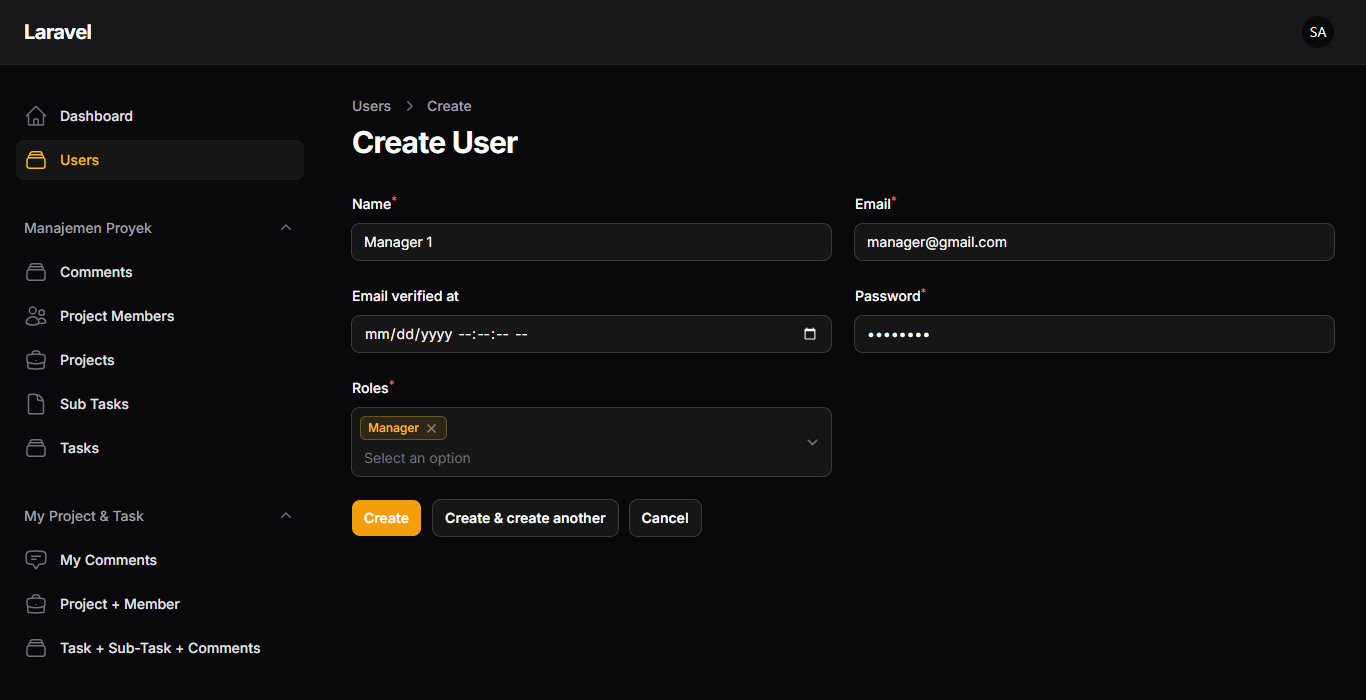 Laravel
SA
Dashboard
Users
Manajemen Proyek
Comments
Project Members
Projects
Sub Tasks
Tasks
My Project & Task
My Comments
Project + Member
Task + Sub-Task + Comments
Users > Create
Create User
Name*
Manager 1
Email*
manager@gmail.com
Email verified at
mm/dd/yyyy --:--:-- --
Password*
••••••••
Roles*
Manager ×
Select an option
Create
Create & create another
Cancel